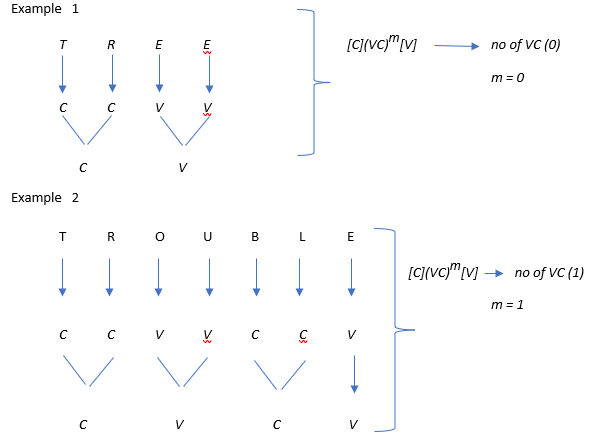 Example 1
T R E E
[C](VC)^m[V] no of VC (0)
m = 0
C C V V
C V
Example 2
T R O U B L E
[C](VC)^m[V] no of VC (1)
m = 1
C C V V C C V
C V C V